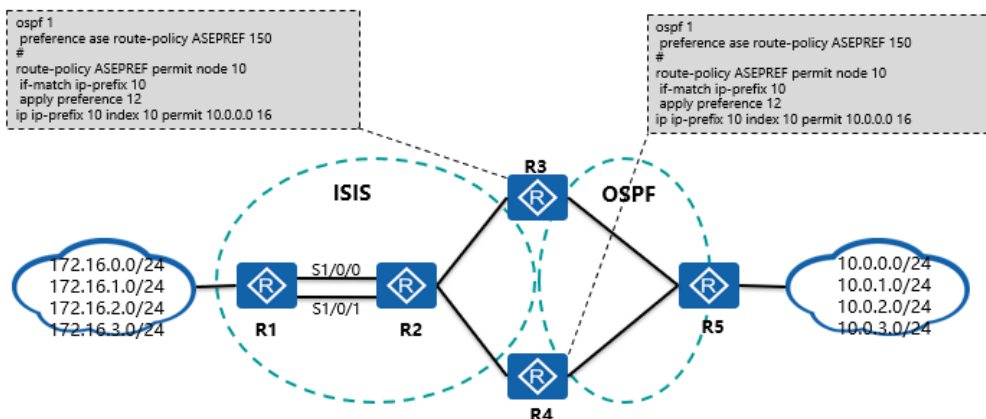 ospf 1
preference ase route-policy ASEPREF 150
#
route-policy ASEPREF permit node 10
if-match ip-prefix 10
apply preference 12
ip ip-prefix 10 index 10 permit 10.0.0.0 16
ospf 1
preference ase route-policy ASEPREF 150
#
route-policy ASEPREF permit node 10
if-match ip-prefix 10
apply preference 12
ip ip-prefix 10 index 10 permit 10.0.0.0 16
R3
ISIS
OSPF
172.16.0.0/24
172.16.1.0/24
172.16.2.0/24
172.16.3.0/24
R
R1
S1/0/0
S1/0/1
R
R2
R
R
R5
R
R4
10.0.0.0/24
10.0.1.0/24
10.0.2.0/24
10.0.3.0/24